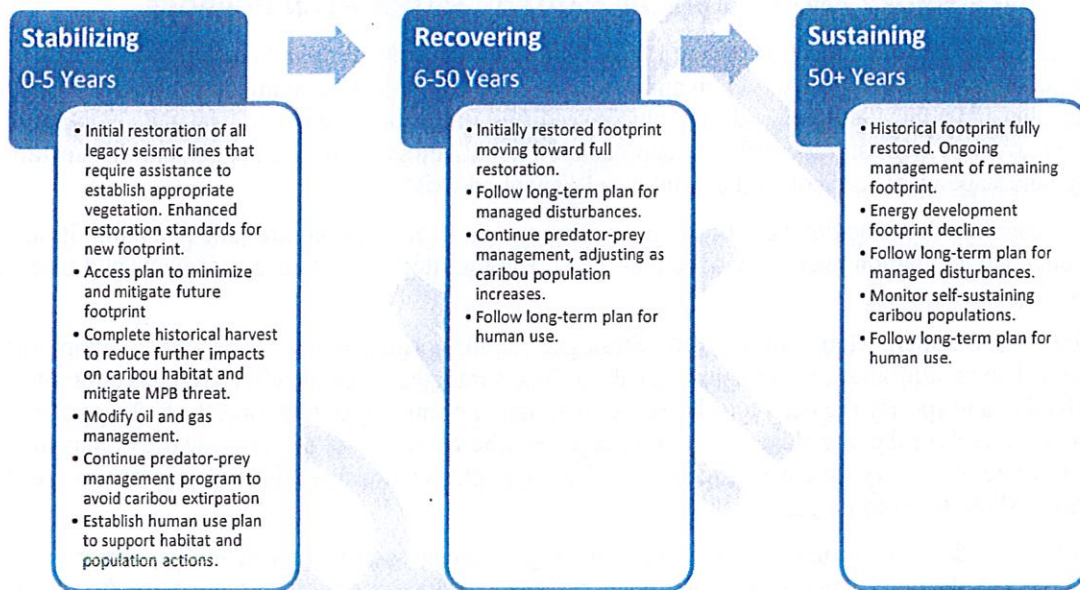 Stabilizing
0-5 Years
• Initial restoration of all
legacy seismic lines that
require assistance to
establish appropriate
vegetation. Enhanced
restoration standards for
new footprint.
• Access plan to minimize
and mitigate future
footprint
• Complete historical harvest
to reduce further impacts
on caribou habitat and
mitigate MPB threat.
• Modify oil and gas
management.
• Continue predator-prey
management program to
avoid caribou extirpation
• Establish human use plan
to support habitat and
population actions.
Recovering
6-50 Years
• Initially restored footprint
moving toward full
restoration.
• Follow long-term plan for
managed disturbances.
• Continue predator-prey
management, adjusting as
caribou population
increases.
• Follow long-term plan for
human use.
Sustaining
50+ Years
• Historical footprint fully
restored. Ongoing
management of remaining
footprint.
• Energy development
footprint declines
• Follow long-term plan for
managed disturbances.
• Monitor self-sustaining
caribou populations.
• Follow long-term plan for
human use.